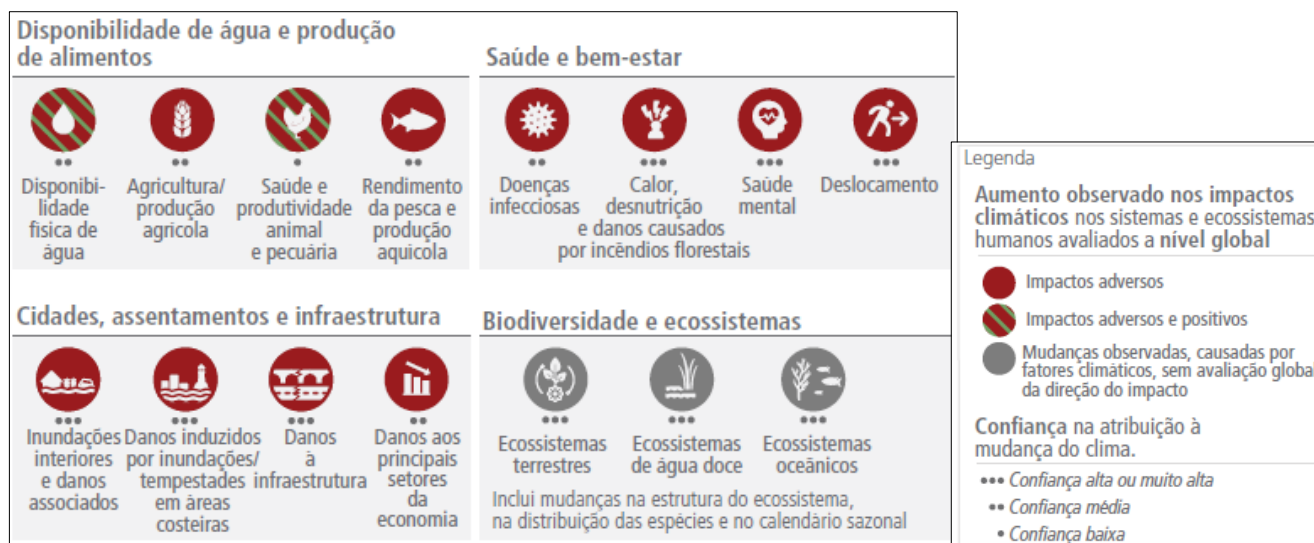 Disponibilidade de água e produção
de alimentos
Disponibi-
lidade
física de
água
Agricultura/
produção
agrícola
Saúde e
produtividade
animal
e pecuária
Rendimento
da pesca e
produção
aquícola
Saúde e bem-estar
Doenças
infecciosas
Calor,
desnutrição
e danos causados
por incêndios florestais
Saúde
mental
Deslocamento
Cidades, assentamentos e infraestrutura
Inundações
interiores
e danos
associados
Danos induzidos
por inundações/
tempestades
em áreas
costeiras
Danos
à
infraestrutura
Danos aos
principais
setores
da
economia
Biodiversidade e ecossistemas
Ecossistemas
terrestres
Ecossistemas
de água doce
Ecossistemas
oceânicos
Inclui mudanças na estrutura do ecossistema,
na distribuição das espécies e no calendário sazonal
Legenda
Aumento observado nos impactos
climáticos nos sistemas e ecossistemas
humanos avaliados a nível global
Impactos adversos
Impactos adversos e positivos
Mudanças observadas, causadas por
fatores climáticos, sem avaliação global
da direção do impacto
Confiança na atribuição à
mudança do clima.
••• Confiança alta ou muito alta
•• Confiança média
• Confiança baixa